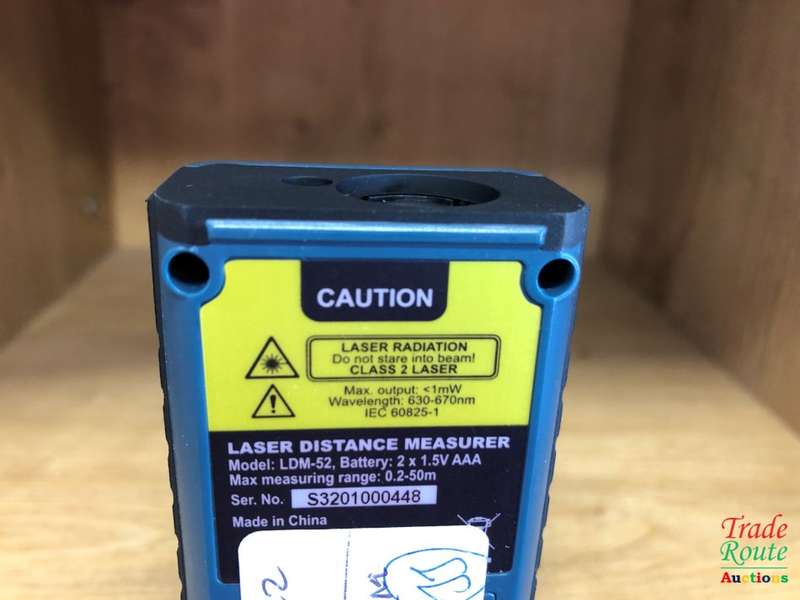 CAUTION
LASER RADIATION
Do not stare into beam!
CLASS 2 LASER
Max. output: <1mW
Wavelength: 630-670nm
IEC 60825-1
LASER DISTANCE MEASURER
Model: LDM-52, Battery: 2 x 1.5V AAA
Max measuring range: 0.2-50m
Ser. No. S3201000448
Made in China
Trade
Route
Auctions